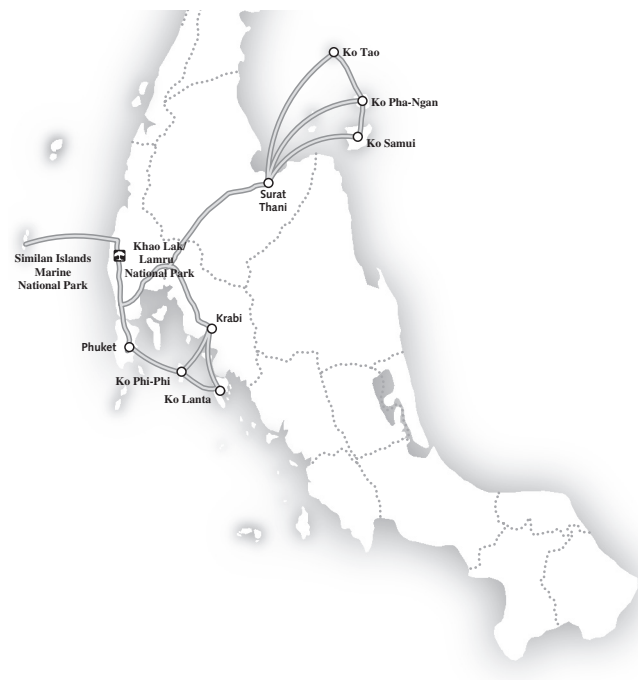 Ko Tao
Ko Pha-Ngan
Ko Samui
Surat
Thani
Khao Lak/
Lamru
National Park
Similan Islands
Marine
National Park
Krabi
Phuket
Ko Phi-Phi
Ko Lanta